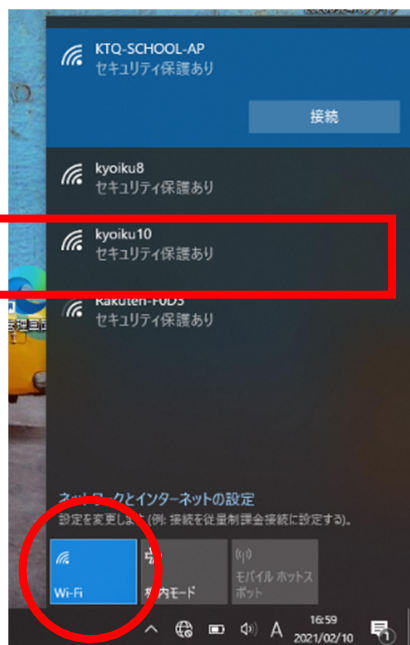 KTQ-SCHOOL-AP
セキュリティ保護あり
接続
kyoiku8
セキュリティ保護あり
kyoiku10
セキュリティ保護あり
Rakuten-F0D3
セキュリティ保護あり
ネットワークとインターネットの設定
設定を変更します (例: 接続を従量制課金接続に設定する)。
Wi-Fi
機内モード
モバイル ホットス
ポット
A
16:59
2021/02/10
1